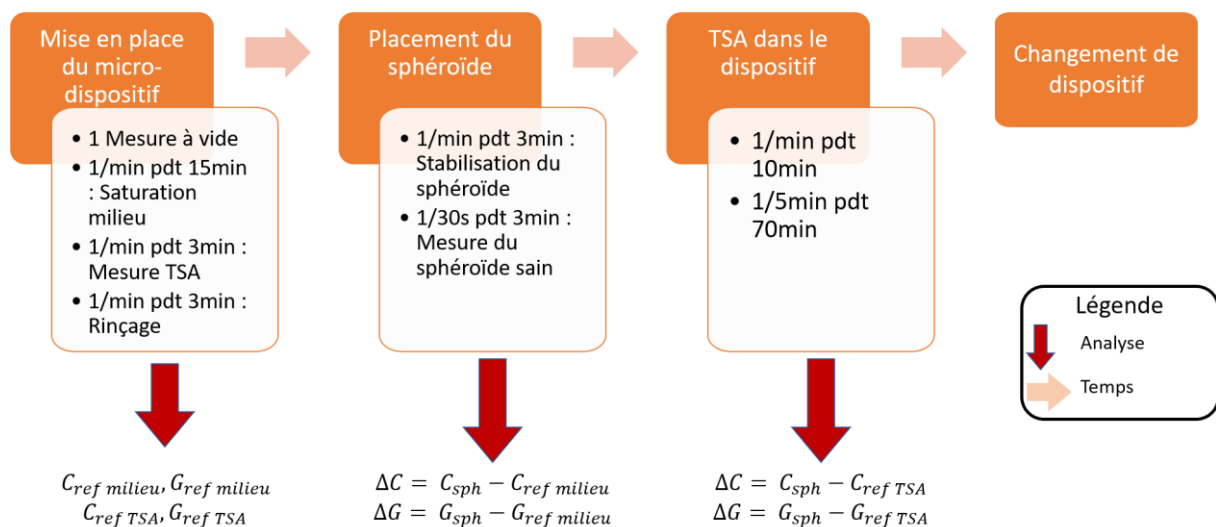 Mise en place
du micro-
dispositif
• 1 Mesure à vide
• 1/min pdt 15min
: Saturation
milieu
• 1/min pdt 3min :
Mesure TSA
• 1/min pdt 3min :
Rinçage
C_ref milieu, G_ref milieu
C_ref TSA, G_ref TSA
Placement du
sphéroïde
• 1/min pdt 3min :
Stabilisation du
sphéroïde
• 1/30s pdt 3min :
Mesure du
sphéroïde sain
ΔC = C_sph − C_ref milieu
ΔG = G_sph − G_ref milieu
TSA dans le
dispositif
• 1/min pdt
10min
• 1/5min pdt
70min
ΔC = C_sph − C_ref TSA
ΔG = G_sph − G_ref TSA
Changement de
dispositif
Légende
Analyse
Temps